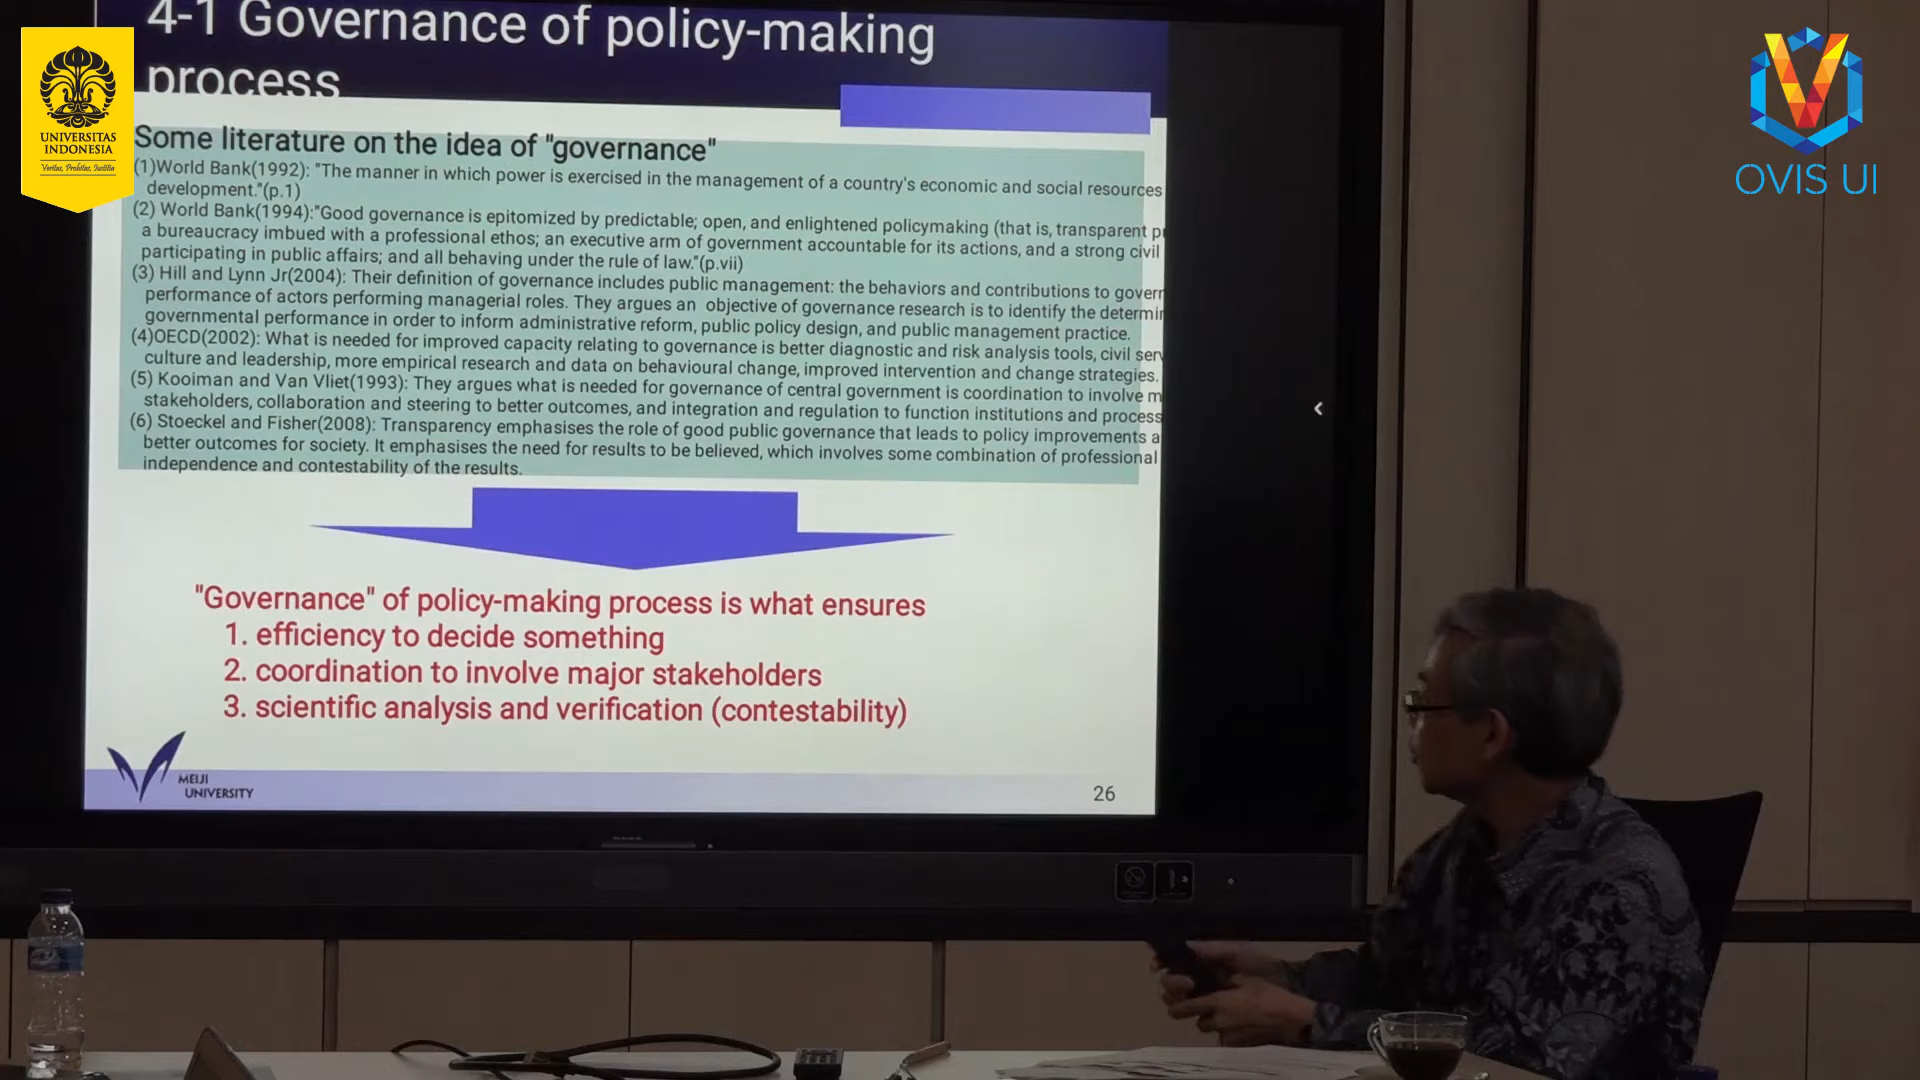 4-1 Governance of policy-making
process
UNIVERSITAS
INDONESIA
Veritas, Probitas, Iustitia
OVIS UI
Some literature on the idea of "governance"
(1)World Bank(1992): "The manner in which power is exercised in the management of a country's economic and social resources
development."(p.1)
(2) World Bank(1994):"Good governance is epitomized by predictable; open, and enlightened policymaking (that is, transparent
a bureaucracy imbued with a professional ethos; an executive arm of government accountable for its actions, and a strong civil
participating in public affairs; and all behaving under the rule of law."(p.vii)
(3) Hill and Lynn Jr(2004): Their definition of governance includes public management: the behaviors and contributions to
performance of actors performing managerial roles. They argues an objective of governance research is to identify the
governmental performance in order to inform administrative reform, public policy design, and public management practice.
(4)OECD(2002): What is needed for improved capacity relating to governance is better diagnostic and risk analysis tools, civil
culture and leadership, more empirical research and data on behavioural change, improved intervention and change strategies.
(5) Kooiman and Van Vliet(1993): They argues what is needed for governance of central government is coordination to involve
stakeholders, collaboration and steering to better outcomes, and integration and regulation to function institutions and
(6) Stoeckel and Fisher(2008): Transparency emphasises the role of good public governance that leads to policy improvements
better outcomes for society. It emphasises the need for results to be believed, which involves some combination of professional
independence and contestability of the results.
"Governance" of policy-making process is what ensures
1. efficiency to decide something
2. coordination to involve major stakeholders
3. scientific analysis and verification (contestability)
MEIJI
UNIVERSITY
26